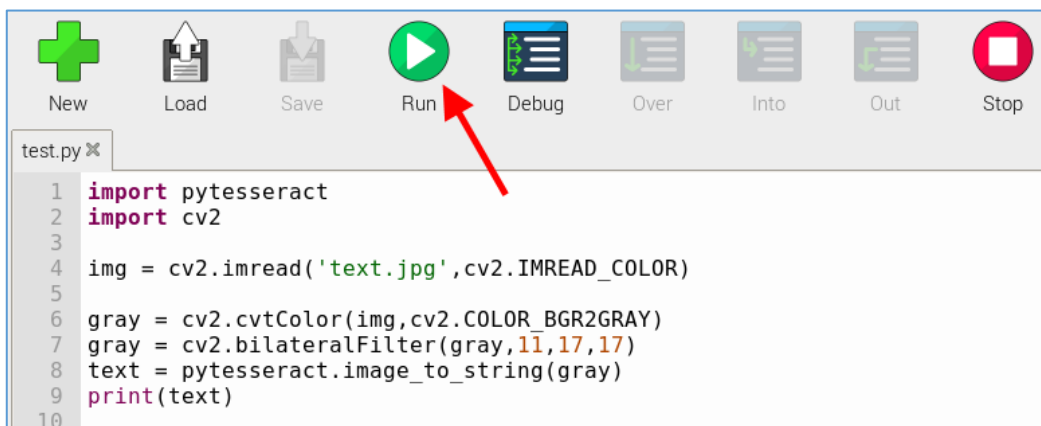 New Load Save Run Debug Over Into Out Stop
test.py
1 import pytesseract
2 import cv2
3
4 img = cv2.imread('text.jpg',cv2.IMREAD_COLOR)
5
6 gray = cv2.cvtColor(img,cv2.COLOR_BGR2GRAY)
7 gray = cv2.bilateralFilter(gray,11,17,17)
8 text = pytesseract.image_to_string(gray)
9 print(text)
10